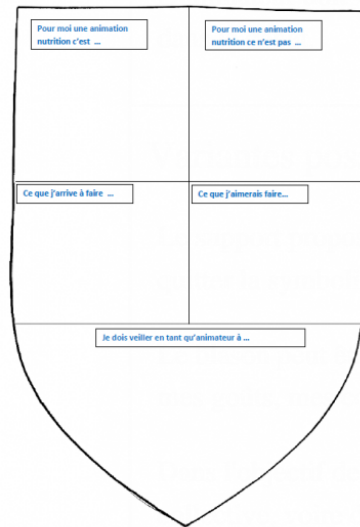 Pour moi une animation
nutrition c'est ...
Pour moi une animation
nutrition ce n'est pas ...
Ce que j'arrive à faire ...
Ce que j'aimerais faire...
Je dois veiller en tant qu'animateur à ...